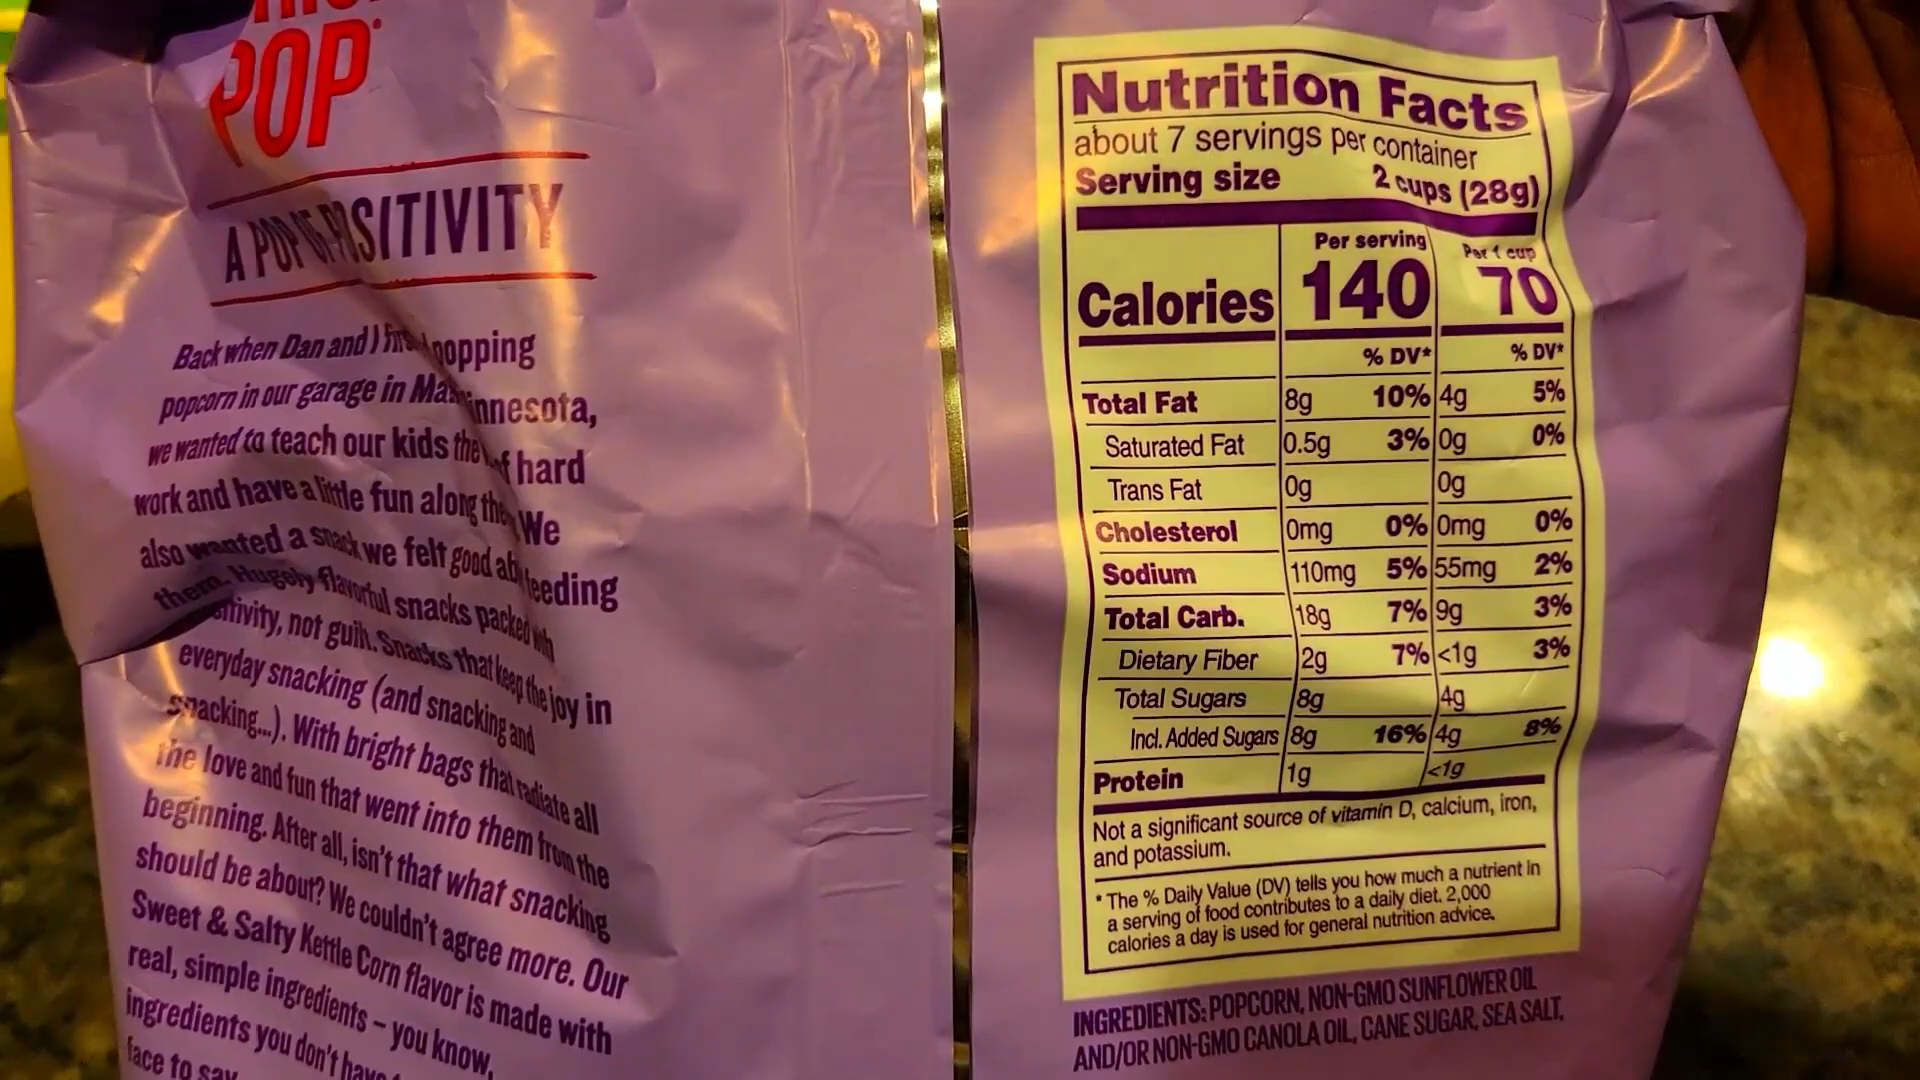 POP
A POP OF POSITIVITY
Back when Dan and I popping
popcorn in our garage in
we wanted to teach our kids the of hard
work and have a little fun along the We
also wanted a snack we felt good feeding
them. Hugely flavorful snacks packed with
not guilt. Snacks that keep the joy in
everyday snacking (and snacking and
snacking...). With bright bags that radiate all
the love and fun that went into them from the
beginning. After all, isn't that what snacking
should be about? We couldn't agree more. Our
Sweet & Salty Kettle Corn flavor is made with
real, simple ingredients – you know,
ingredients you don't have
face to say
Nutrition Facts
about 7 servings per container
Serving size 2 cups (28g)
Per serving Per 1 cup
Calories 140 70
% DV* % DV*
Total Fat 8g 10% 4g 5%
Saturated Fat 0.5g 3% 0g 0%
Trans Fat 0g 0g
Cholesterol 0mg 0% 0mg 0%
Sodium 110mg 5% 55mg 2%
Total Carb. 18g 7% 9g 3%
Dietary Fiber 2g 7% <1g 3%
Total Sugars 8g 4g
Incl. Added Sugars 8g 16% 4g 8%
Protein 1g <1g
Not a significant source of vitamin D, calcium, iron,
and potassium.
* The % Daily Value (DV) tells you how much a nutrient in
a serving of food contributes to a daily diet. 2,000
calories a day is used for general nutrition advice.
INGREDIENTS: POPCORN, NON-GMO SUNFLOWER OIL
AND/OR NON-GMO CANOLA OIL, CANE SUGAR, SEA SALT.